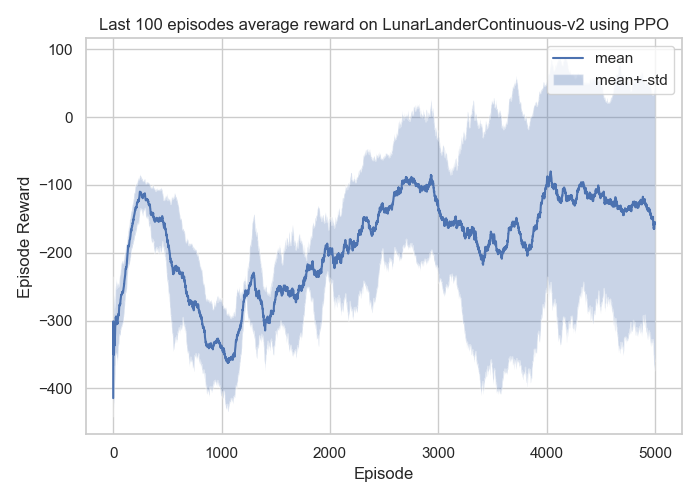 Last 100 episodes average reward on LunarLanderContinuous-v2 using PPO
mean
mean+-std
Episode Reward
100
0
−100
−200
−300
−400
0
1000
2000
3000
4000
5000
Episode